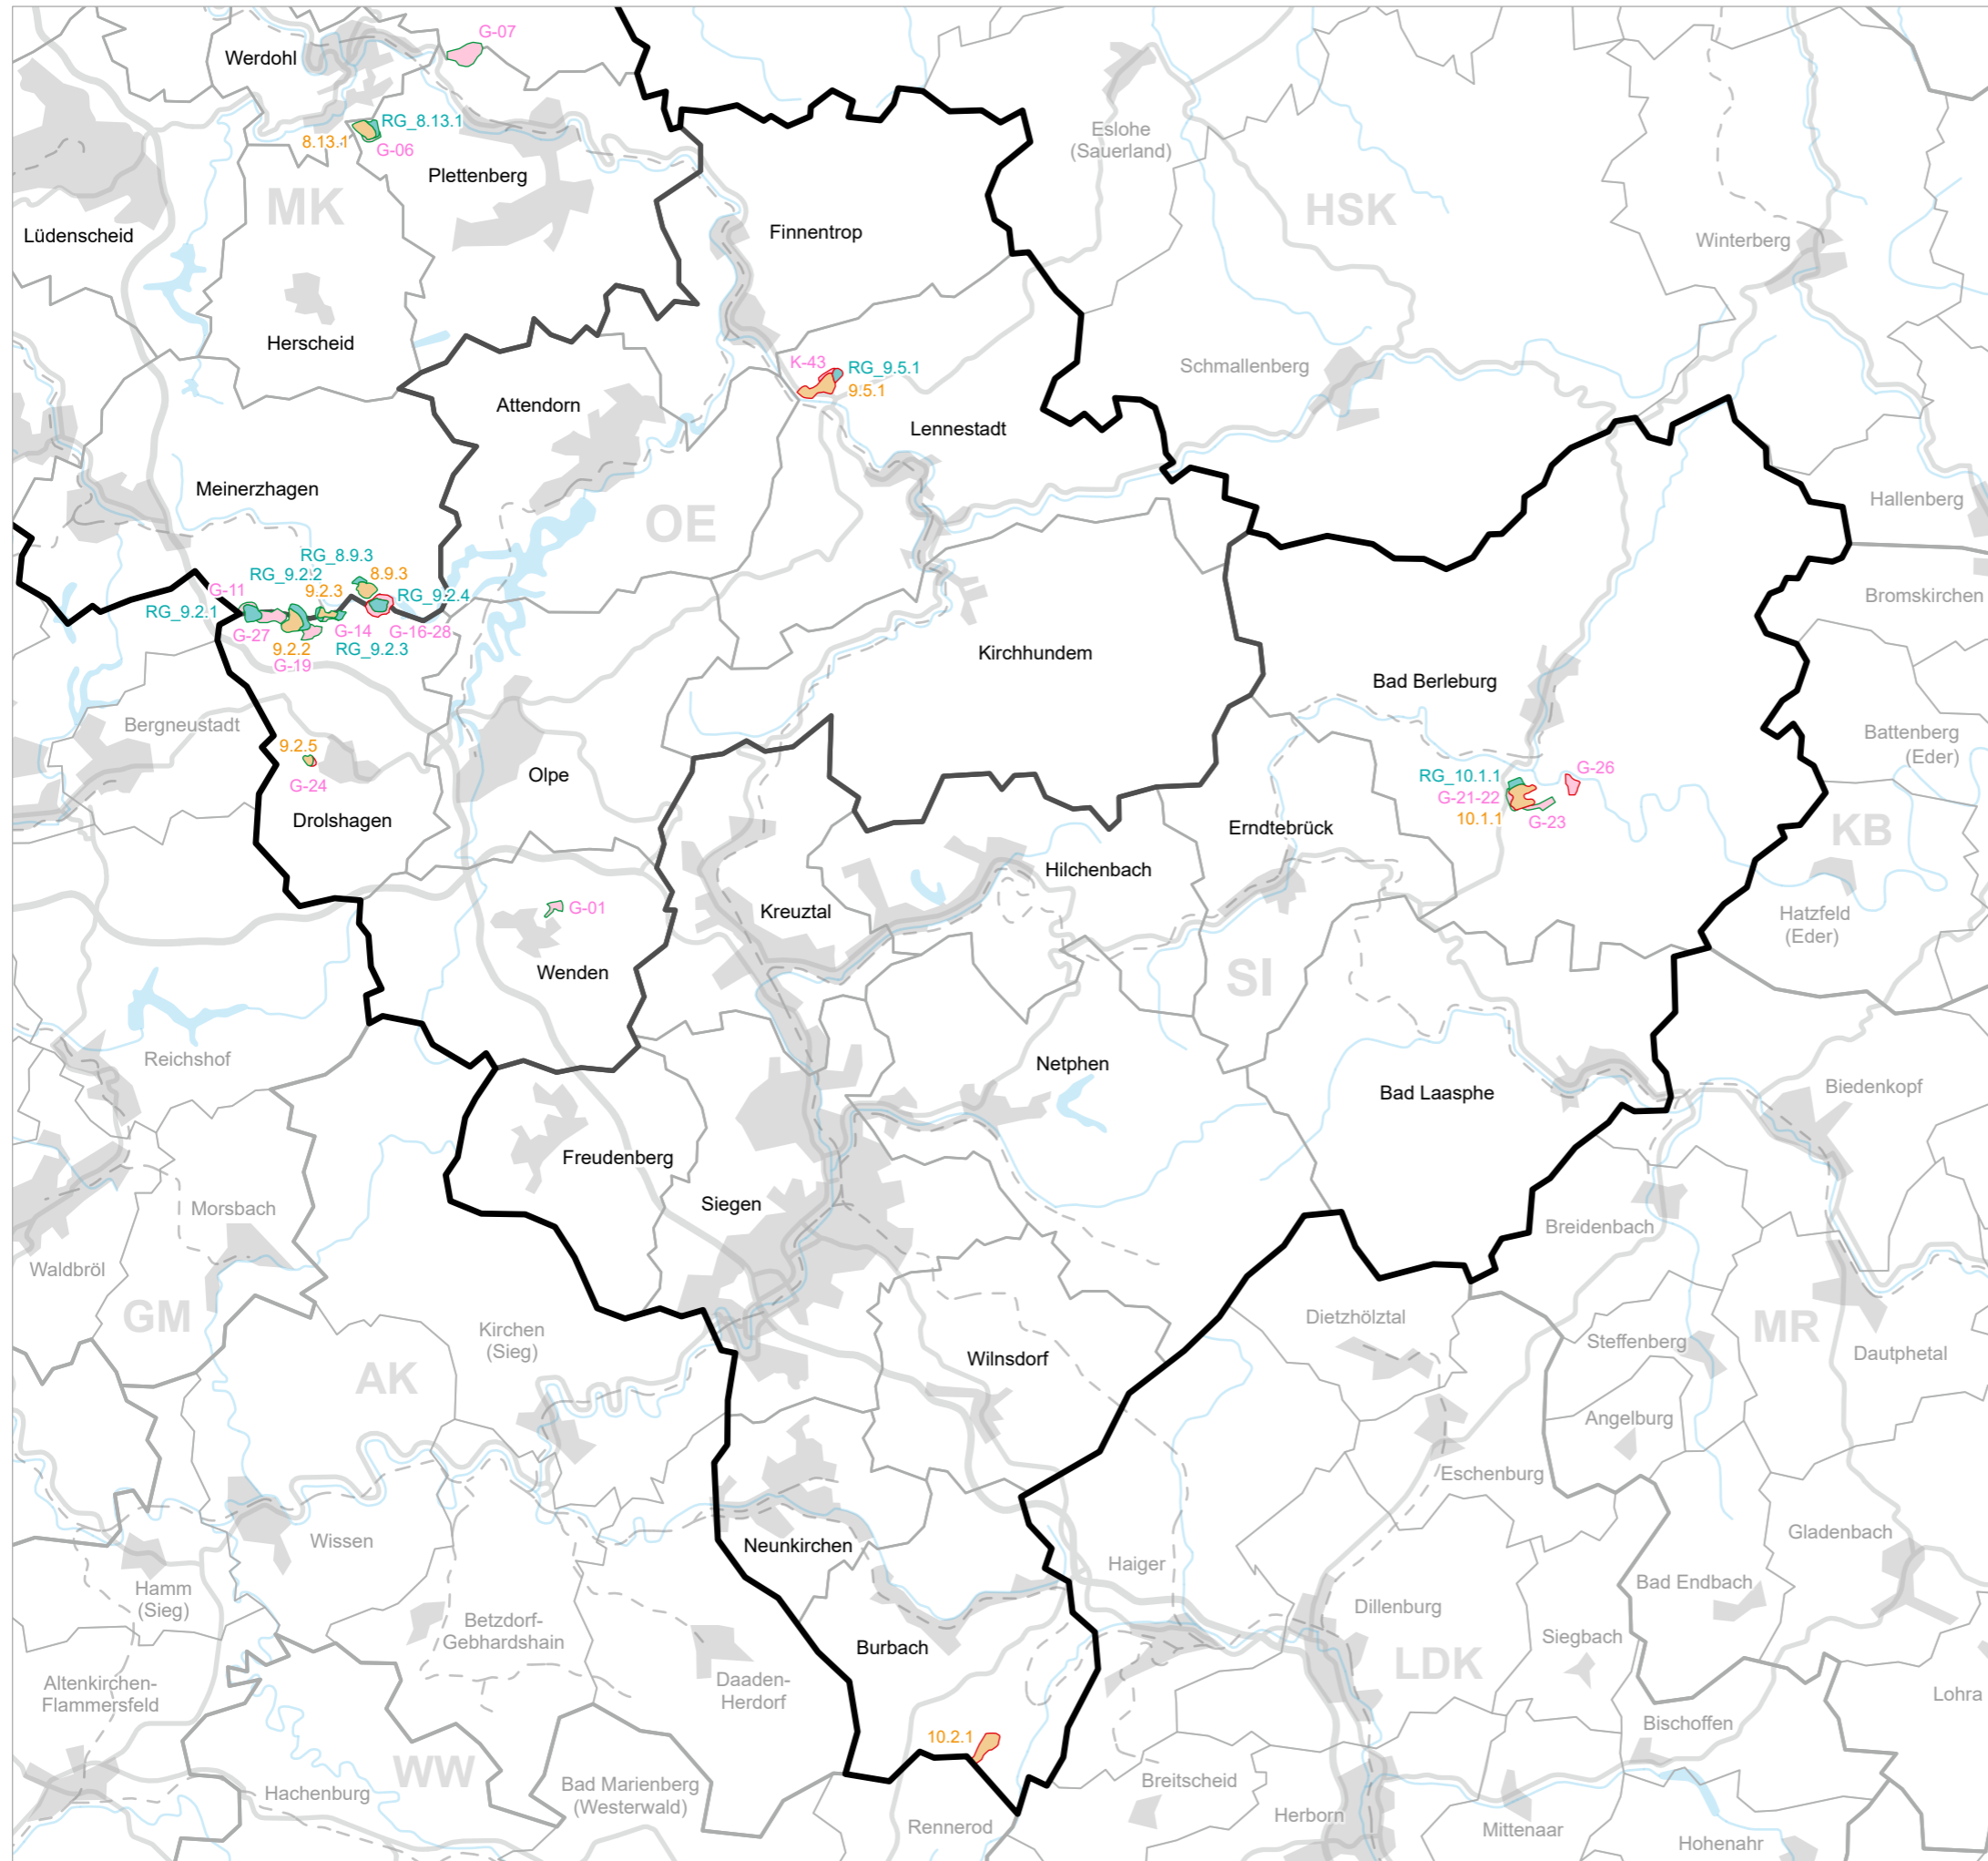 G-07
Werdohl
RG_8.13.1
8.13.1
G-06
Eslohe
(Sauerland)
Plettenberg
MK
HSK
Lüdenscheid
Finnentrop
Winterberg
Herscheid
K-43
RG_9.5.1
9.5.1
Schmallenberg
Attendorn
Lennestadt
Meinerzhagen
OE
Hallenberg
RG_8.9.3
RG_9.2.2
8.9.3
G-11
9.2.3
RG_9.2.4
RG_9.2.1
Bromskirchen
G-27
G-14
G-16-28
9.2.2
RG_9.2.3
G-19
Kirchhundem
Bad Berleburg
Bergneustadt
Battenberg
(Eder)
9.2.5
G-24
Olpe
G-26
RG_10.1.1
G-21-22
10.1.1
G-23
Drolshagen
Erndtebrück
KB
Hilchenbach
G-01
Kreuztal
Hatzfeld
(Eder)
Wenden
SI
Reichshof
Netphen
Bad Laasphe
Biedenkopf
Freudenberg
Morsbach
Siegen
Breidenbach
Waldbröl
GM
Kirchen
(Sieg)
Dietzhölztal
MR
Steffenberg
Dautphetal
Wilnsdorf
AK
Angelburg
Eschenburg
Wissen
Neunkirchen
Gladenbach
Haiger
Hamm
(Sieg)
Bad Endbach
Betzdorf-
Gebhardshain
Dillenburg
Siegbach
Burbach
LDK
Altenkirchen-
Flammersfeld
Daaden-
Herdorf
Lohra
Bischoffen
10.2.1
WW
Hachenburg
Bad Marienberg
(Westerwald)
Breitscheid
Herborn
Rennerod
Mittenaar
Hohenahr